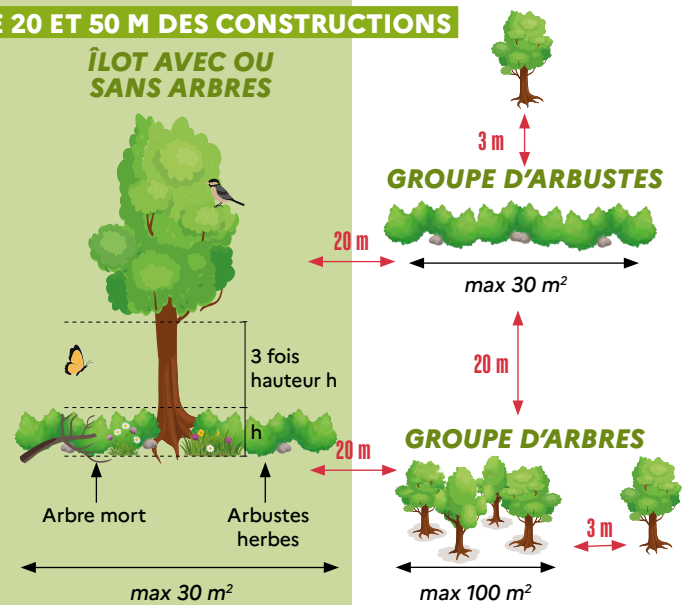 E 20 ET 50 M DES CONSTRUCTIONS
ÎLOT AVEC OU
SANS ARBRES
3 fois
hauteur h
h
Arbre mort
Arbustes
herbes
max 30 m²
3 m
GROUPE D'ARBUSTES
20 m
max 30 m²
20 m
GROUPE D'ARBRES
20 m
3 m
max 100 m²